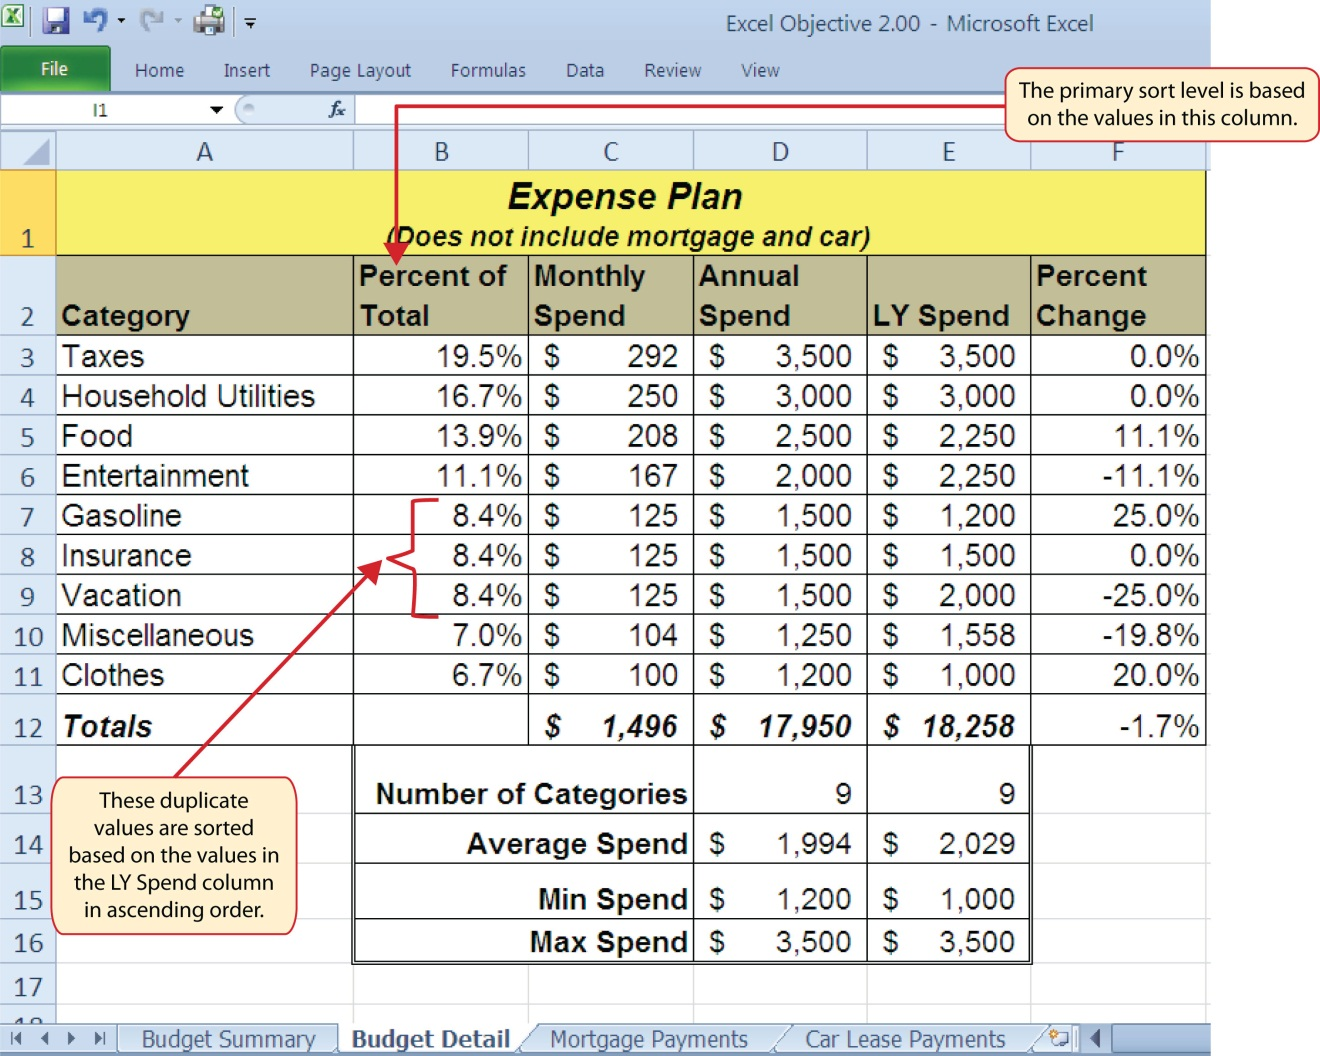 Excel Objective 2.00 - Microsoft Excel
File Home Insert Page Layout Formulas Data Review View
The primary sort level is based
on the values in this column.
I1 fx
A B C D E F
Expense Plan
1 (Does not include mortgage and car)
Percent of Monthly Annual Percent
2 Category Total Spend Spend LY Spend Change
3 Taxes 19.5% $ 292 $ 3,500 $ 3,500 0.0%
4 Household Utilities 16.7% $ 250 $ 3,000 $ 3,000 0.0%
5 Food 13.9% $ 208 $ 2,500 $ 2,250 11.1%
6 Entertainment 11.1% $ 167 $ 2,000 $ 2,250 -11.1%
7 Gasoline 8.4% $ 125 $ 1,500 $ 1,200 25.0%
8 Insurance 8.4% $ 125 $ 1,500 $ 1,500 0.0%
9 Vacation 8.4% $ 125 $ 1,500 $ 2,000 -25.0%
10 Miscellaneous 7.0% $ 104 $ 1,250 $ 1,558 -19.8%
11 Clothes 6.7% $ 100 $ 1,200 $ 1,000 20.0%
12 Totals $ 1,496 $ 17,950 $ 18,258 -1.7%
13 Number of Categories 9 9
14 Average Spend $ 1,994 $ 2,029
15 Min Spend $ 1,200 $ 1,000
16 Max Spend $ 3,500 $ 3,500
17
These duplicate
values are sorted
based on the values in
the LY Spend column
in ascending order.
Budget Summary Budget Detail Mortgage Payments Car Lease Payments